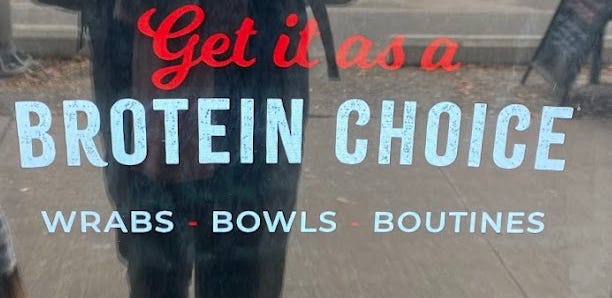 Get it as a
BROTEIN CHOICE
WRABS - BOWLS - BOUTINES